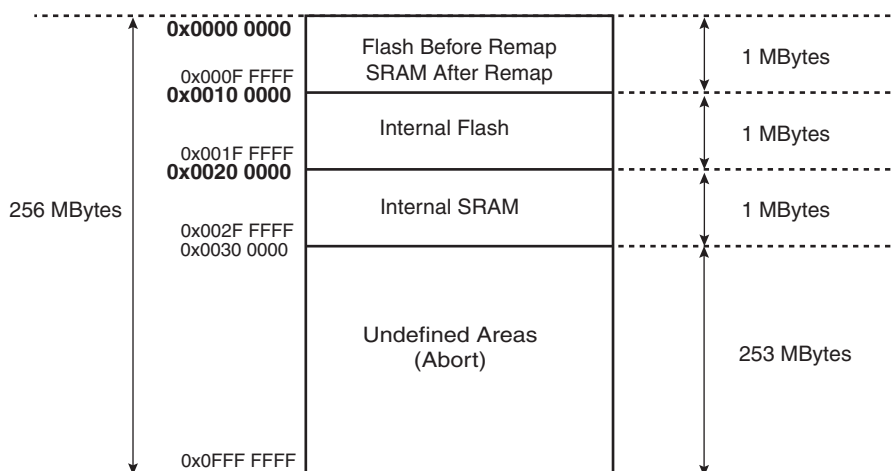 0x0000 0000
Flash Before Remap
SRAM After Remap
1 MBytes
0x000F FFFF
0x0010 0000
Internal Flash
1 MBytes
0x001F FFFF
0x0020 0000
256 MBytes
Internal SRAM
1 MBytes
0x002F FFFF
0x0030 0000
Undefined Areas
(Abort)
253 MBytes
0x0FFF FFFF